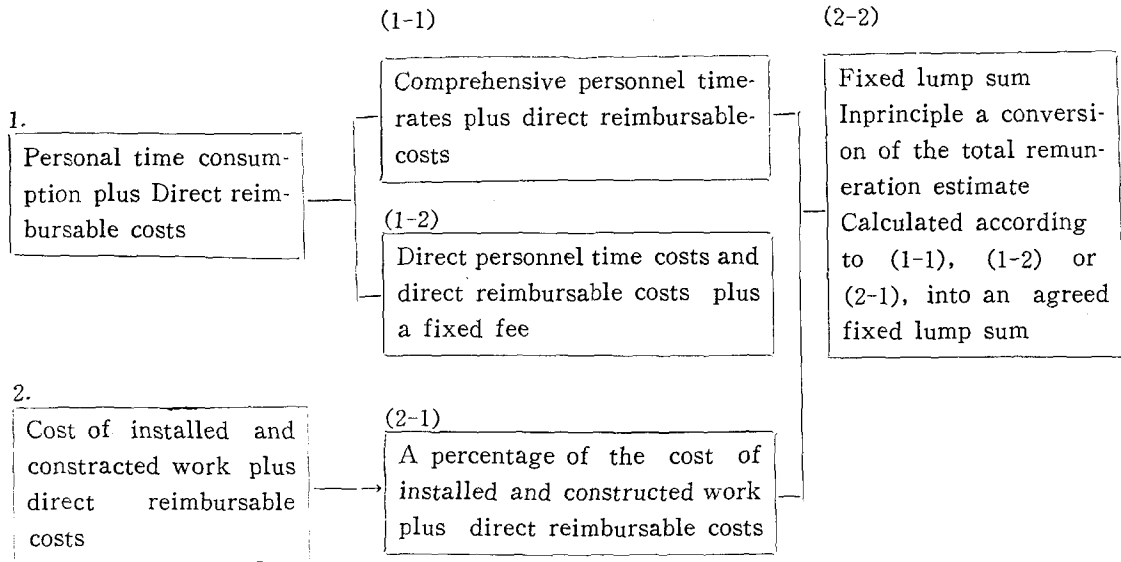 1.
Personal time consum-
ption plus Direct reim-
bursable costs
(1-1)
Comprehensive personnel time-
rates plus direct reimbursable-
costs
(1-2)
Direct personnel time costs and
direct reimbursable costs plus
a fixed fee
2.
Cost of installed and
constracted work plus
direct reimbursable
costs
(2-1)
A percentage of the cost of
installed and constructed work
plus direct reimbursable costs
(2-2)
Fixed lump sum
Inprinciple a conversi-
on of the total remun-
eration estimate
Calculated according
to (1-1), (1-2) or
(2-1), into an agreed
fixed lump sum